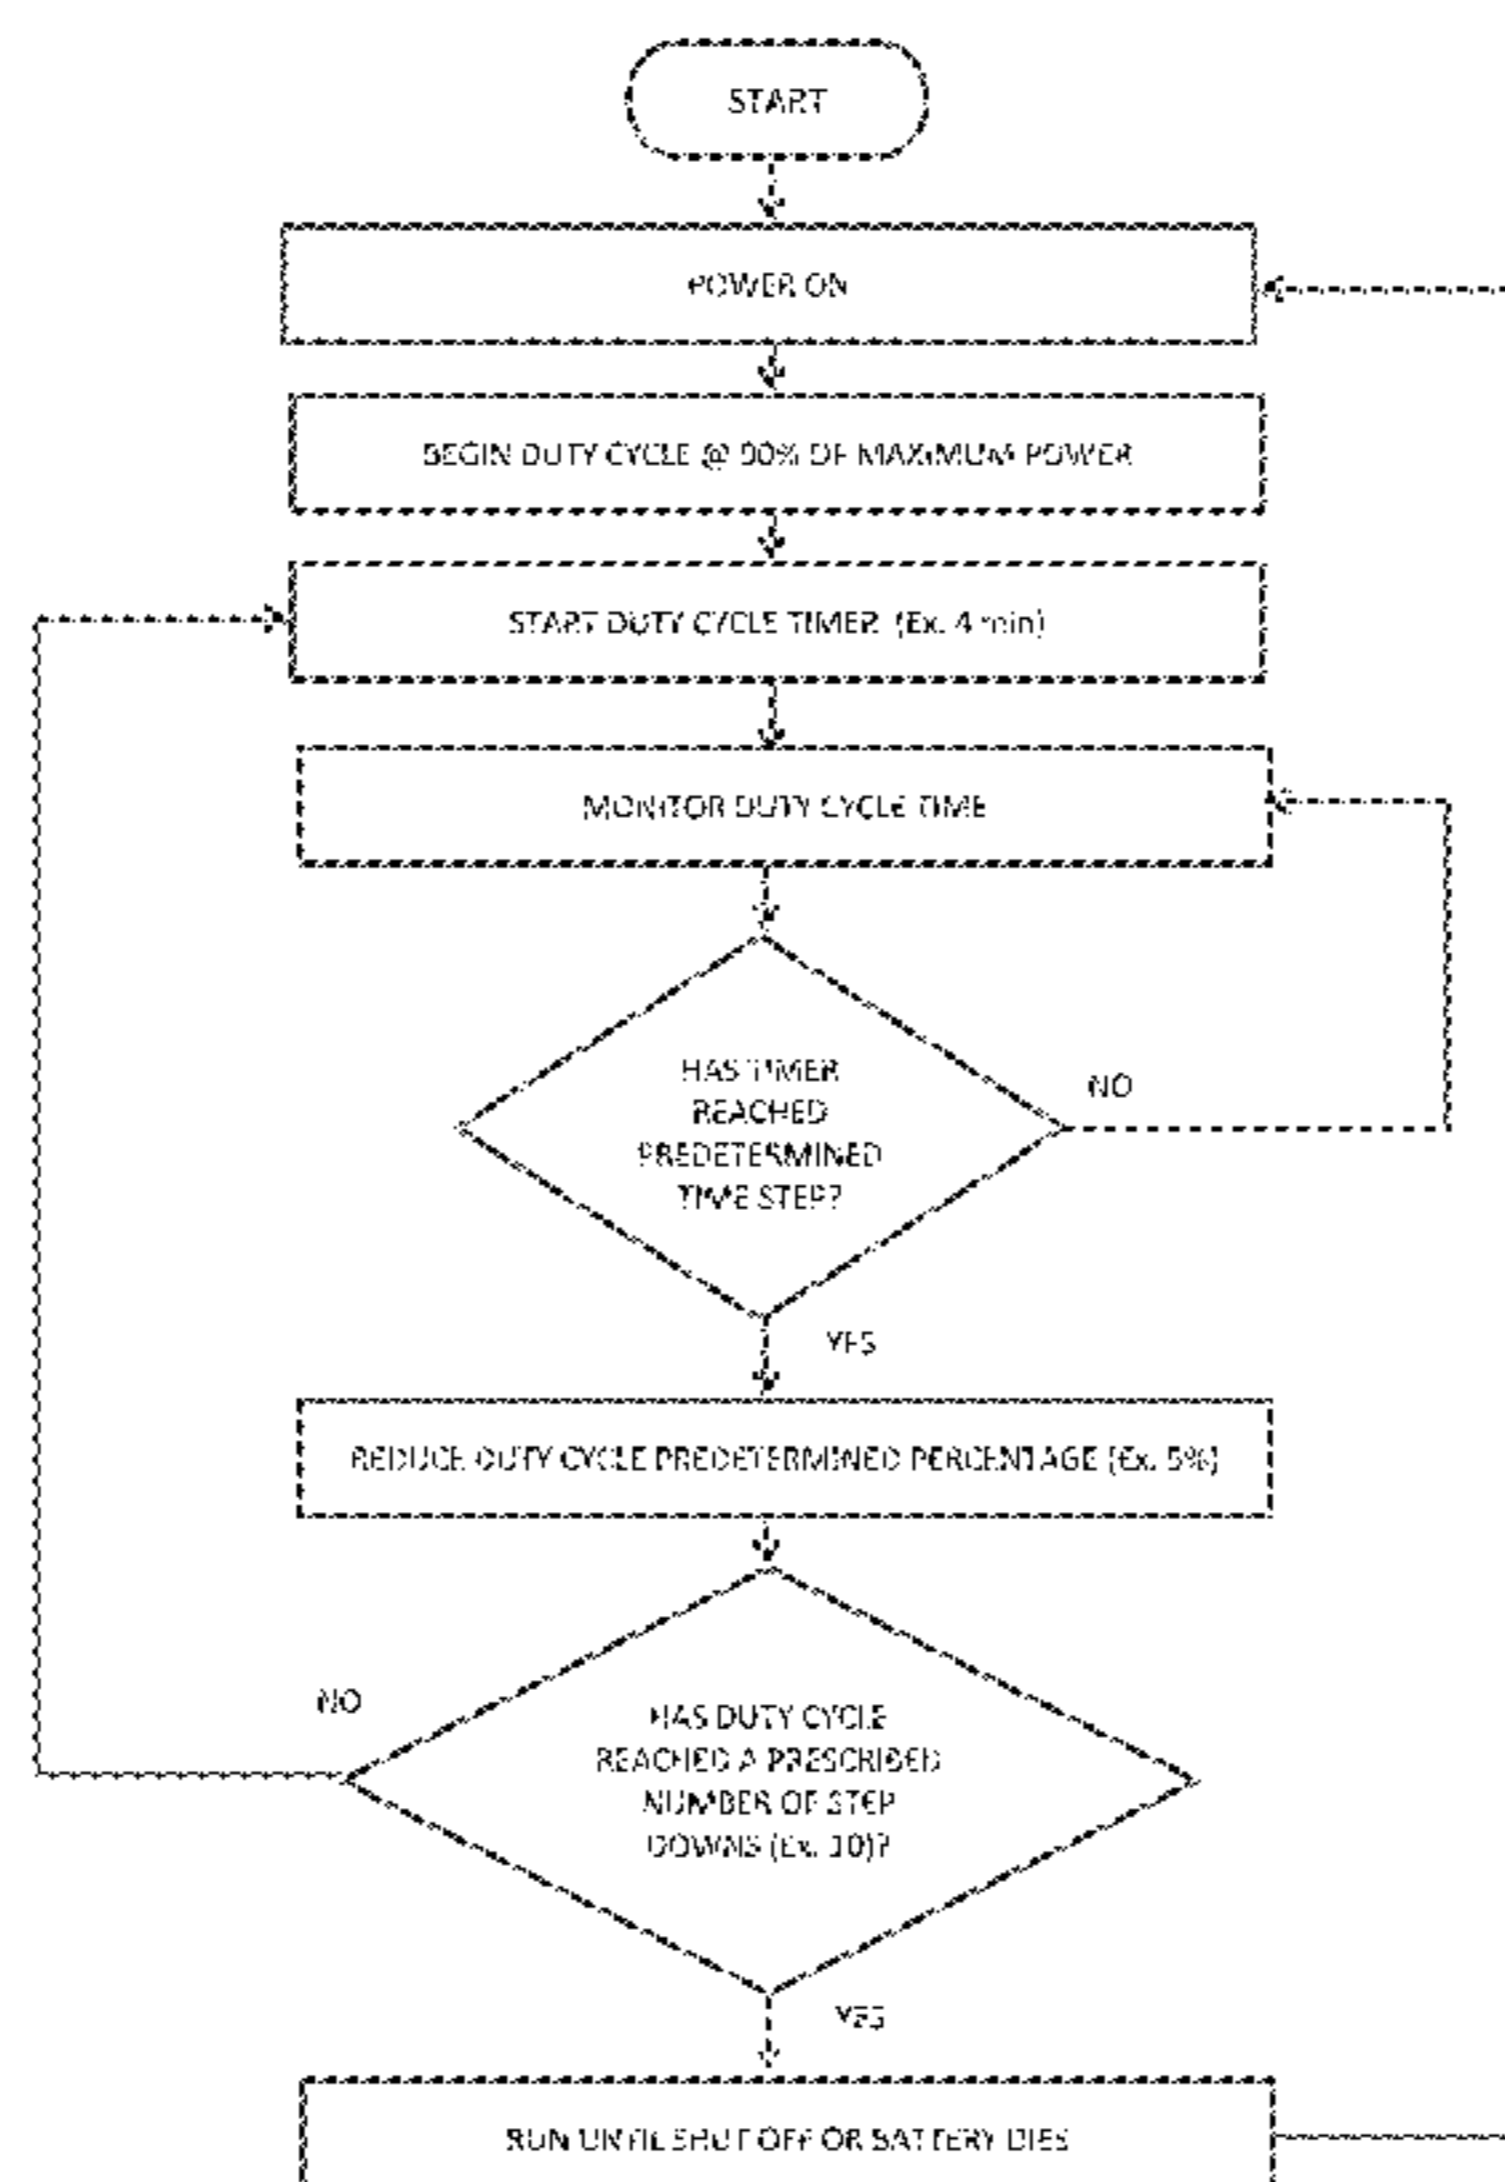 START
POWER ON
BEGIN DUTY CYCLE @ 90% OF MAXIMUM POWER
START DUTY CYCLE TIMER (Ex. 4 min)
MONITOR DUTY CYCLE TIME
HAS TIMER
REACHED
PREDETERMINED
TIME STEP?
NO
YES
REDUCE DUTY CYCLE PREDETERMINED PERCENTAGE (Ex. 5%)
NO
HAS DUTY CYCLE
REACHED A PRESCRIBED
NUMBER OF STEP
DOWNS (Ex. 10)?
YES
RUN UNTIL SHUT OFF OR BATTERY DIES